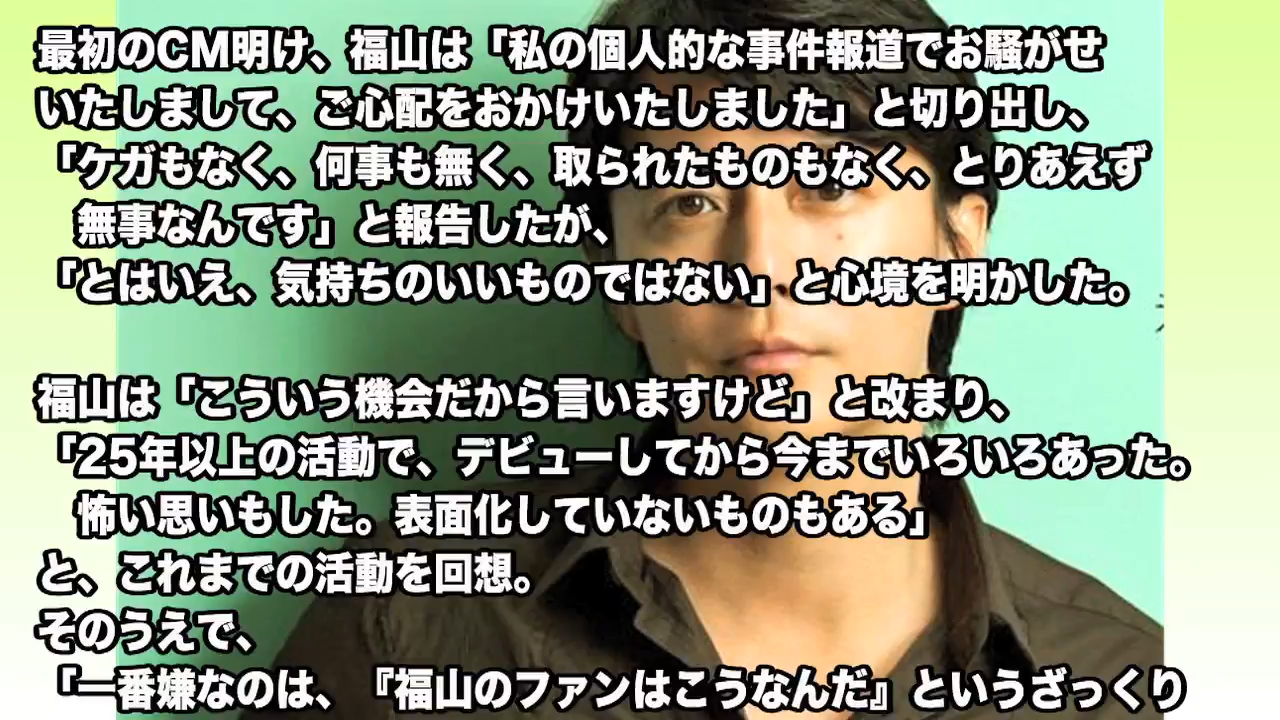 最初のCM明け、福山は「私の個人的な事件報道でお騒がせ
いたしまして、ご心配をおかけいたしました」と切り出し、
「ケガもなく、何事も無く、取られたものもなく、とりあえず
無事なんです」と報告したが、
「とはいえ、気持ちのいいものではない」と心境を明かした。
福山は「こういう機会だから言いますけど」と改まり、
「25年以上の活動で、デビューしてから今までいろいろあった。
怖い思いもした。表面化していないものもある」
と、これまでの活動を回想。
そのうえで、
「一番嫌なのは、『福山のファンはこうなんだ』というざっくり